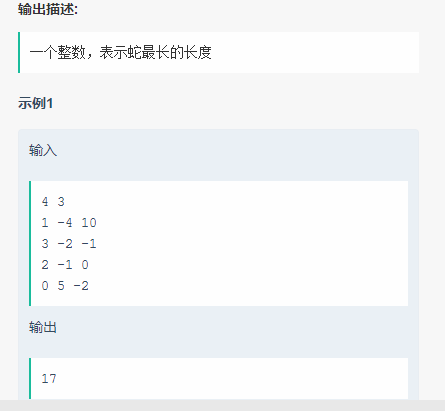 输出描述:
一个整数，表示蛇最长的长度
示例1
输入
4 3
1 -4 10
3 -2 -1
2 -1 0
0 5 -2
输出
17